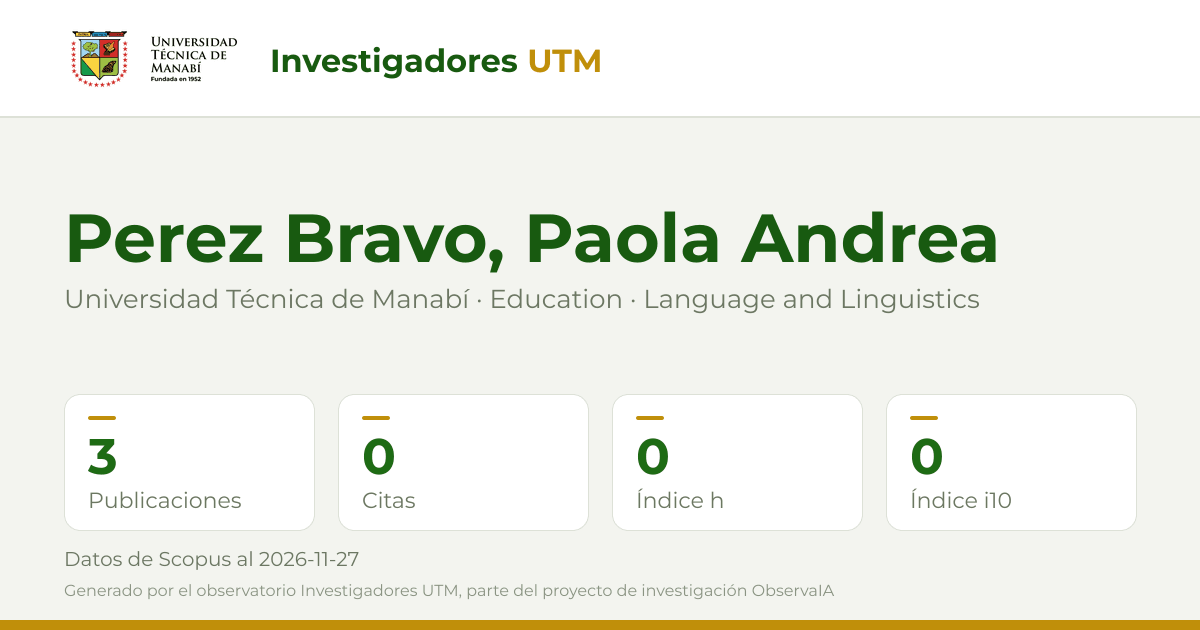 UNIVERSIDAD
TÉCNICA DE
MANABÍ
Fundada en 1952
Investigadores UTM
Perez Bravo, Paola Andrea
Universidad Técnica de Manabí · Education · Language and Linguistics
3
Publicaciones
0
Citas
0
Índice h
0
Índice i10
Datos de Scopus al 2026-11-27
Generado por el observatorio Investigadores UTM, parte del proyecto de investigación ObservaIA